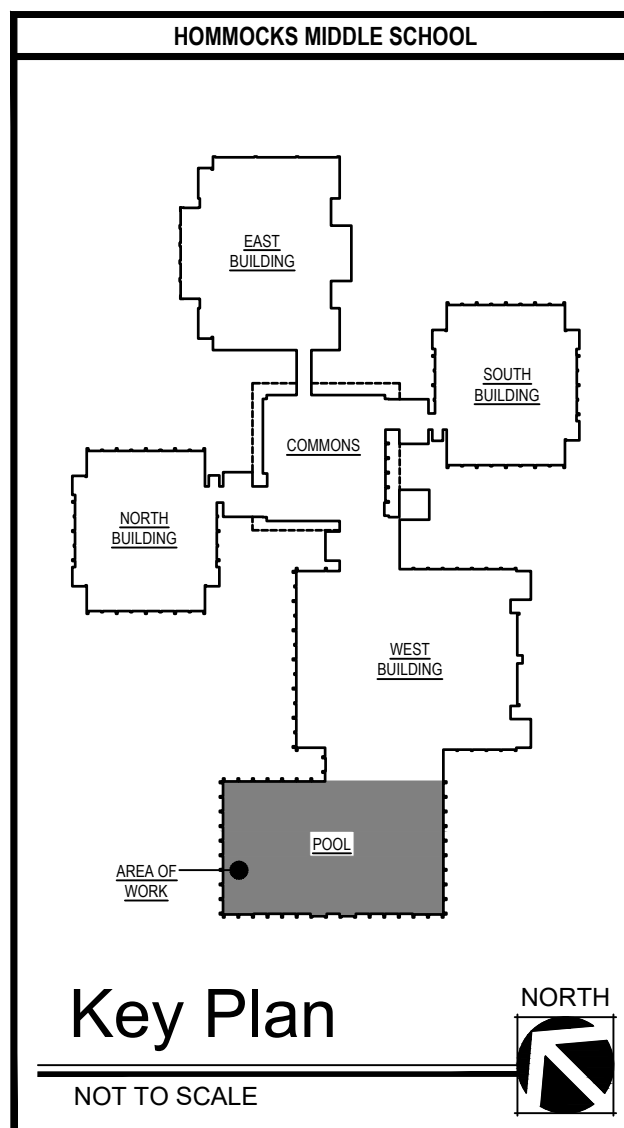 HOMMOCKS MIDDLE SCHOOL
EAST
BUILDING
SOUTH
BUILDING
COMMONS
NORTH
BUILDING
WEST
BUILDING
POOL
AREA OF
WORK
Key Plan
NORTH
NOT TO SCALE